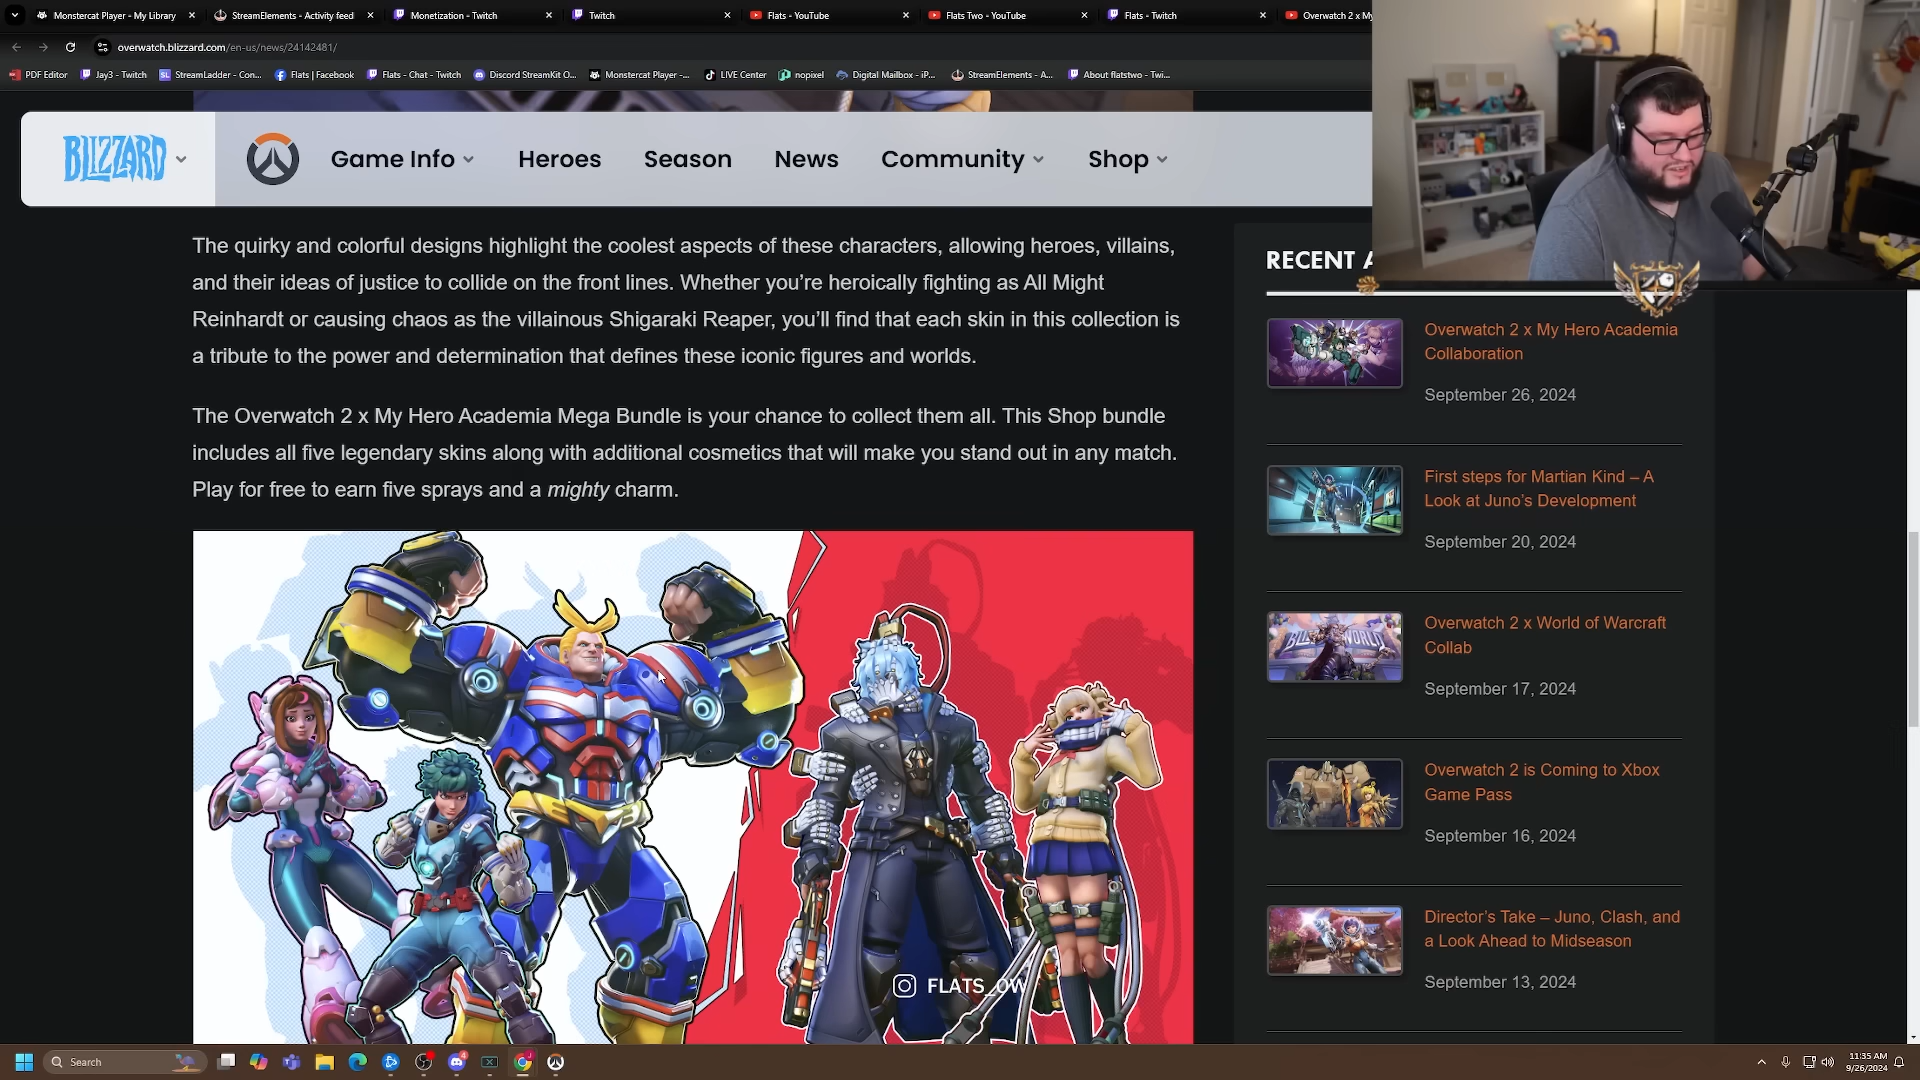 Monstercat Player - My Library
StreamElements - Activity feed
Monetization - Twitch
Twitch
Flats - YouTube
Flats Two - YouTube
Flats - Twitch
Overwatch 2 x My
overwatch.blizzard.com/en-us/news/24142481/
PDF Editor
Jay3 - Twitch
StreamLadder - Con...
Flats | Facebook
Flats - Chat - Twitch
Discord StreamKit O...
Monstercat Player -...
LIVE Center
nopixel
Digital Mailbox - iP...
StreamElements - A...
About flatstwo - Twi...
BLIZZARD
Game Info
Heroes
Season
News
Community
Shop
The quirky and colorful designs highlight the coolest aspects of these characters, allowing heroes, villains,
and their ideas of justice to collide on the front lines. Whether you’re heroically fighting as All Might
Reinhardt or causing chaos as the villainous Shigaraki Reaper, you’ll find that each skin in this collection is
a tribute to the power and determination that defines these iconic figures and worlds.
The Overwatch 2 x My Hero Academia Mega Bundle is your chance to collect them all. This Shop bundle
includes all five legendary skins along with additional cosmetics that will make you stand out in any match.
Play for free to earn five sprays and a mighty charm.
FLATS_OW
RECENT A
Overwatch 2 x My Hero Academia
Collaboration
September 26, 2024
First steps for Martian Kind – A
Look at Juno’s Development
September 20, 2024
Overwatch 2 x World of Warcraft
Collab
September 17, 2024
Overwatch 2 is Coming to Xbox
Game Pass
September 16, 2024
Director’s Take – Juno, Clash, and
a Look Ahead to Midseason
September 13, 2024
Search
11:35 AM
9/26/2024